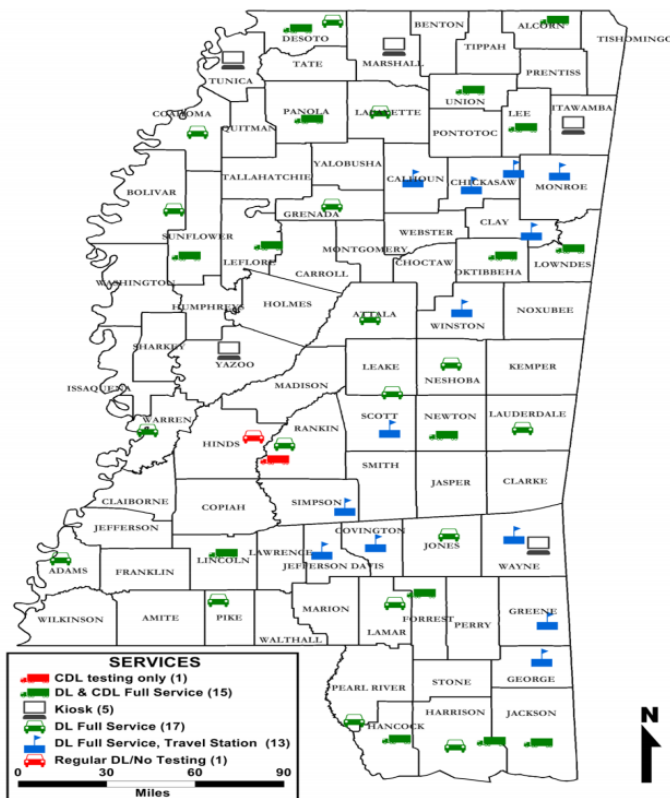 BENTON
ALCORN
DESOTO
TISHOMINGO
TIPPAH
TATE
MARSHALL
PRENTISS
TUNICA
UNION
ITAWAMBA
COAHOMA
PANOLA
LAFAYETTE
LEE
QUITMAN
PONTOTOC
YALOBUSHA
TALLAHATCHIE
CALHOUN
CHICKASAW
MONROE
BOLIVAR
GRENADA
CLAY
SUNFLOWER
WEBSTER
MONTGOMERY
LEFLORE
CHOCTAW
LOWNDES
CARROLL
OKTIBBEHA
WASHINGTON
HOLMES
HUMPHREYS
NOXUBEE
ATTALA
WINSTON
SHARKEY
YAZOO
LEAKE
KEMPER
NESHOBA
MADISON
ISSAQUENA
WARREN
LAUDERDALE
SCOTT
NEWTON
RANKIN
HINDS
SMITH
JASPER
CLARKE
CLAIBORNE
SIMPSON
COPIAH
JEFFERSON
COVINGTON
JONES
LAWRENCE
LINCOLN
JEFFERSON DAVIS
WAYNE
ADAMS
FRANKLIN
MARION
GREENE
WILKINSON
AMITE
PIKE
FORREST
PERRY
LAMAR
WALTHALL
GEORGE
STONE
PEARL RIVER
HARRISON
JACKSON
HANCOCK
SERVICES
CDL testing only (1)
DL & CDL Full Service (15)
Kiosk (5)
DL Full Service (17)
DL Full Service, Travel Station (13)
Regular DL/No Testing (1)
0 30 60 90
Miles
N